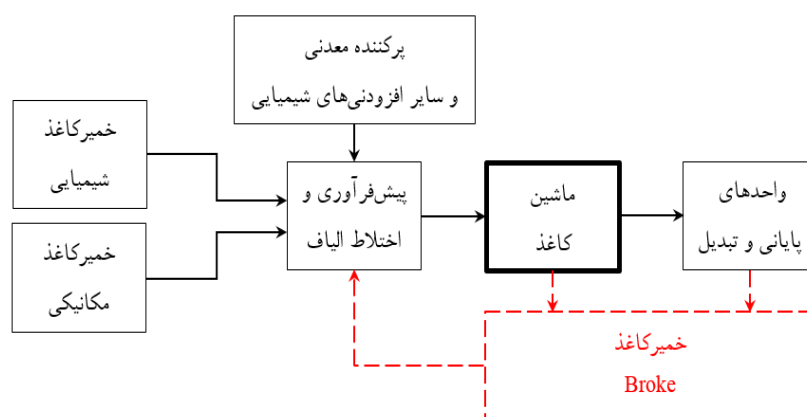 پرکننده معدنی
و سایر افزودنی‌های شیمیایی
خمیرکاغذ
شیمیایی
خمیرکاغذ
مکانیکی
پیش‌فرآوری و
اختلاط الیاف
ماشین
کاغذ
واحدهای
پایانی و تبدیل
خمیرکاغذ
Broke